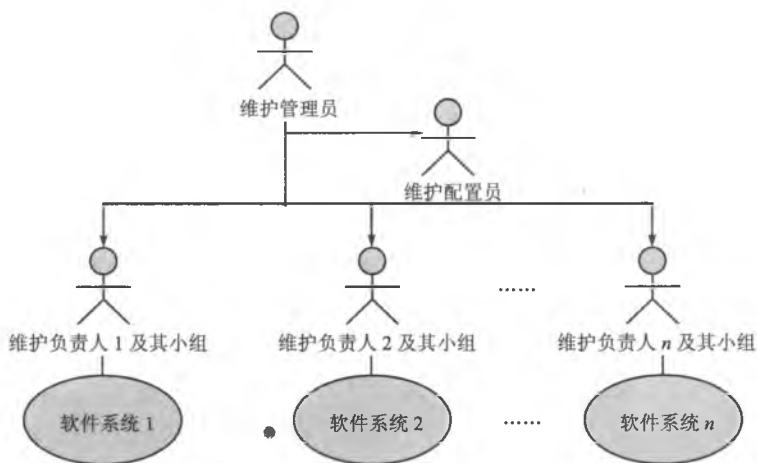 维护管理员
维护配置员
……
维护负责人 1 及其小组
维护负责人 2 及其小组
维护负责人 n 及其小组
软件系统 1
软件系统 2
……
软件系统 n